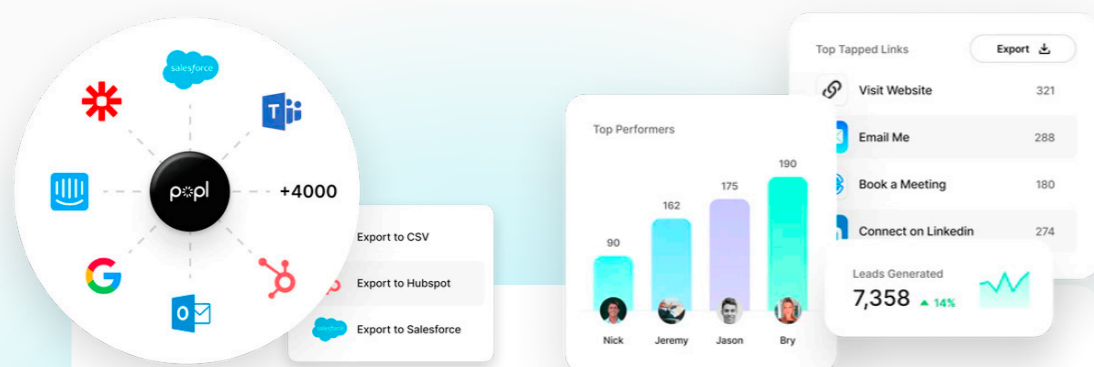 salesforce
T
popl
+4000
O
Export to CSV
Export to Hubspot
salesforce
Export to Salesforce
Top Performers
90
162
175
190
Nick
Jeremy
Jason
Bry
Top Tapped Links
Export
Visit Website
321
Email Me
288
Book a Meeting
180
Connect on Linkedin
274
Leads Generated
7,358
14%